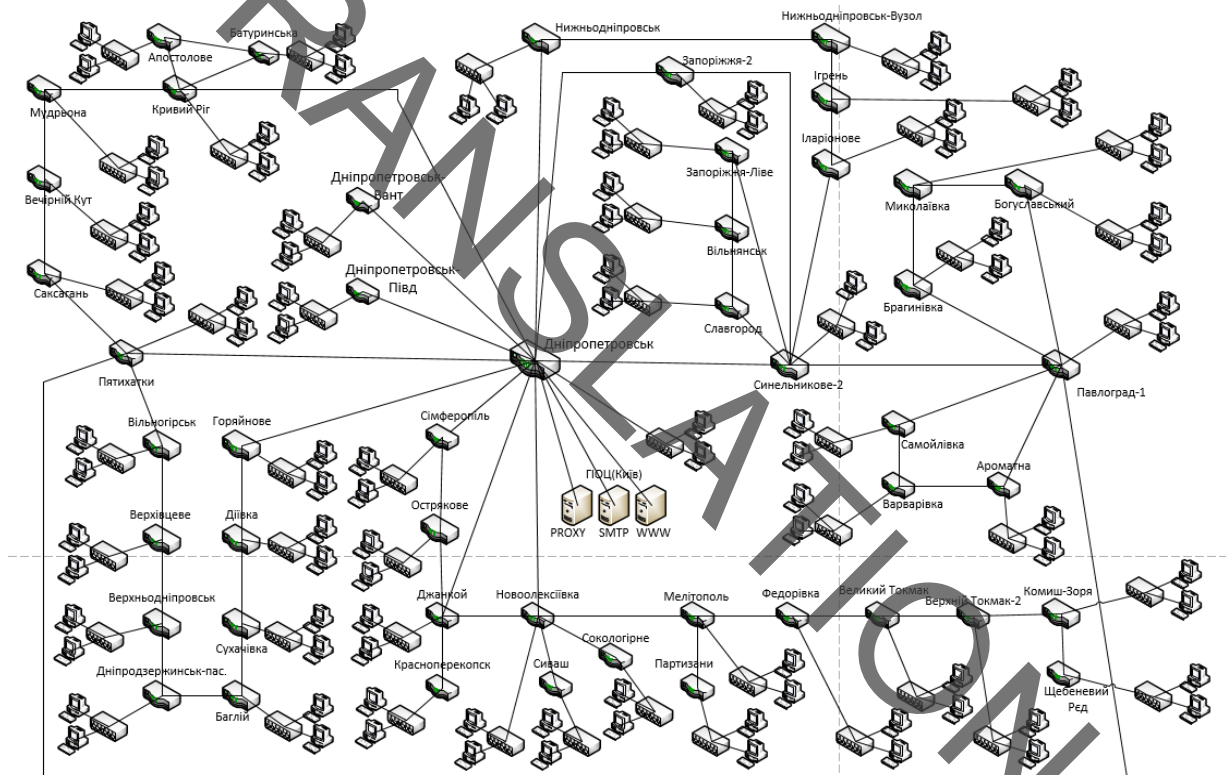 Нижньодніпровськ-Вузол
Нижньодніпровськ
Батуринська
Апостолове
Запоріжжя-2
Ігрень
Мудрьона
Кривий Ріг
Іларіонове
Запоріжжя-Ліве
Дніпропетровськ-
Вант
Вечірній Кут
Миколаївка
Богуславський
Вільнянськ
Дніпропетровськ-
Півд
Саксагань
Брагинівка
Славгород
Дніпропетровськ
Пятихатки
Синельникове-2
Павлоград-1
Вільногірськ
Горяйнове
Сімферополь
Самойлівка
Ароматна
ПОЦ(Київ)
Острякове
Варварівка
Верхівцеве
Діївка
PROXY SMTP WWW
Верхньодніпровськ
Джанкой
Новоолексіївка
Мелітополь
Федорівка
Великий Токмак
Верхній Токмак-2
Комиш-Зоря
Сухачівка
Сокологірне
Красноперекопск
Сиваш
Партизани
Дніпродзержинськ-пас.
Щебеневий
Рєд
Баглій
TRANSLATION